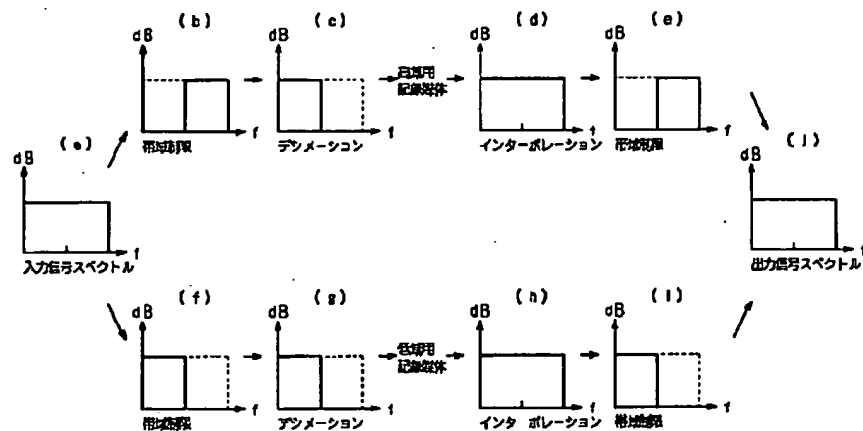 (b)
dB
f
帯域制限
(c)
dB
f
デシメーション
高域用
記録媒体
(d)
dB
f
インターポレーション
(e)
dB
f
帯域制限
(a)
dB
f
入力信号スペクトル
(j)
dB
f
出力信号スペクトル
(f)
dB
f
帯域制限
(g)
dB
f
デシメーション
低域用
記録媒体
(h)
dB
f
インタ ポレーション
(i)
dB
f
帯域制限